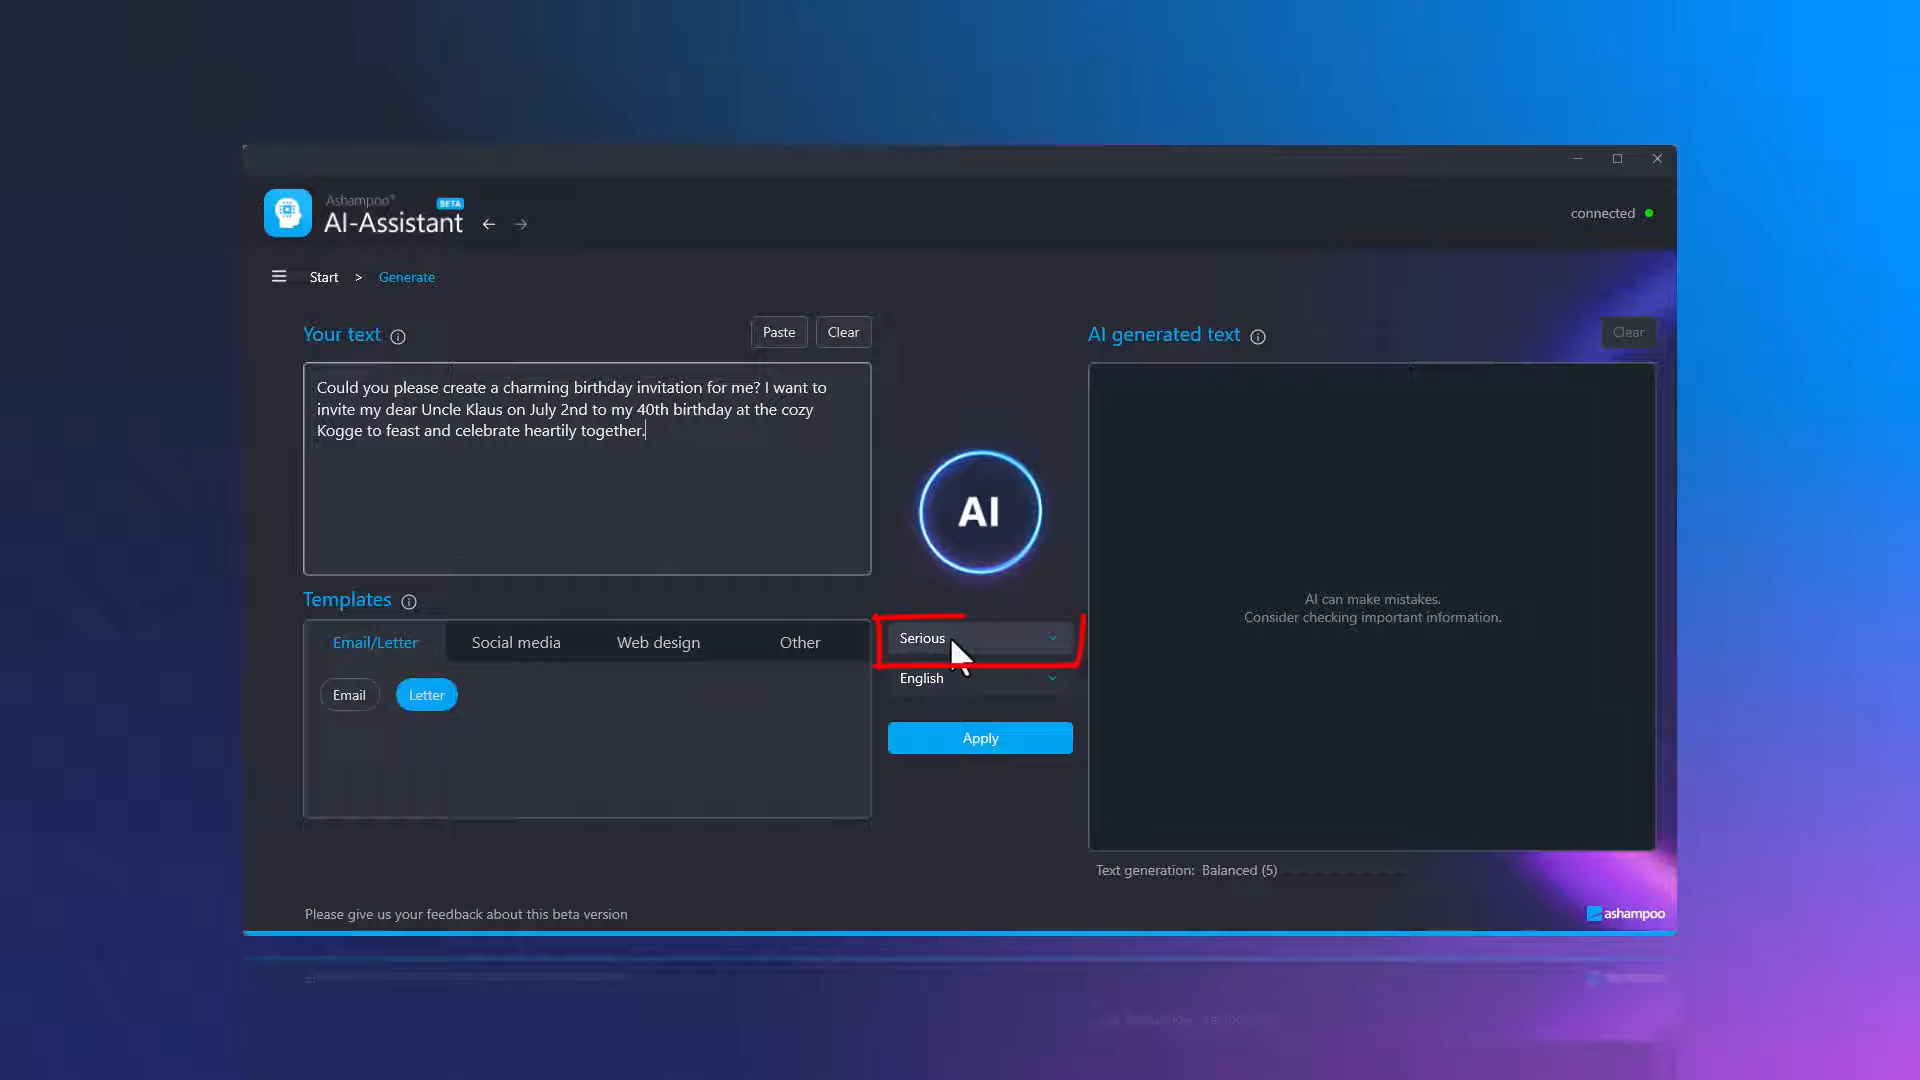 Ashampoo®
AI-Assistant
BETA
connected
Start > Generate
Your text
Paste
Clear
Could you please create a charming birthday invitation for me? I want to
invite my dear Uncle Klaus on July 2nd to my 40th birthday at the cozy
Kogge to feast and celebrate heartily together.
Templates
Email/Letter
Social media
Web design
Other
Email
Letter
AI
Serious
English
Apply
AI generated text
Clear
AI can make mistakes.
Consider checking important information.
Text generation: Balanced (5)
Please give us your feedback about this beta version
ashampoo